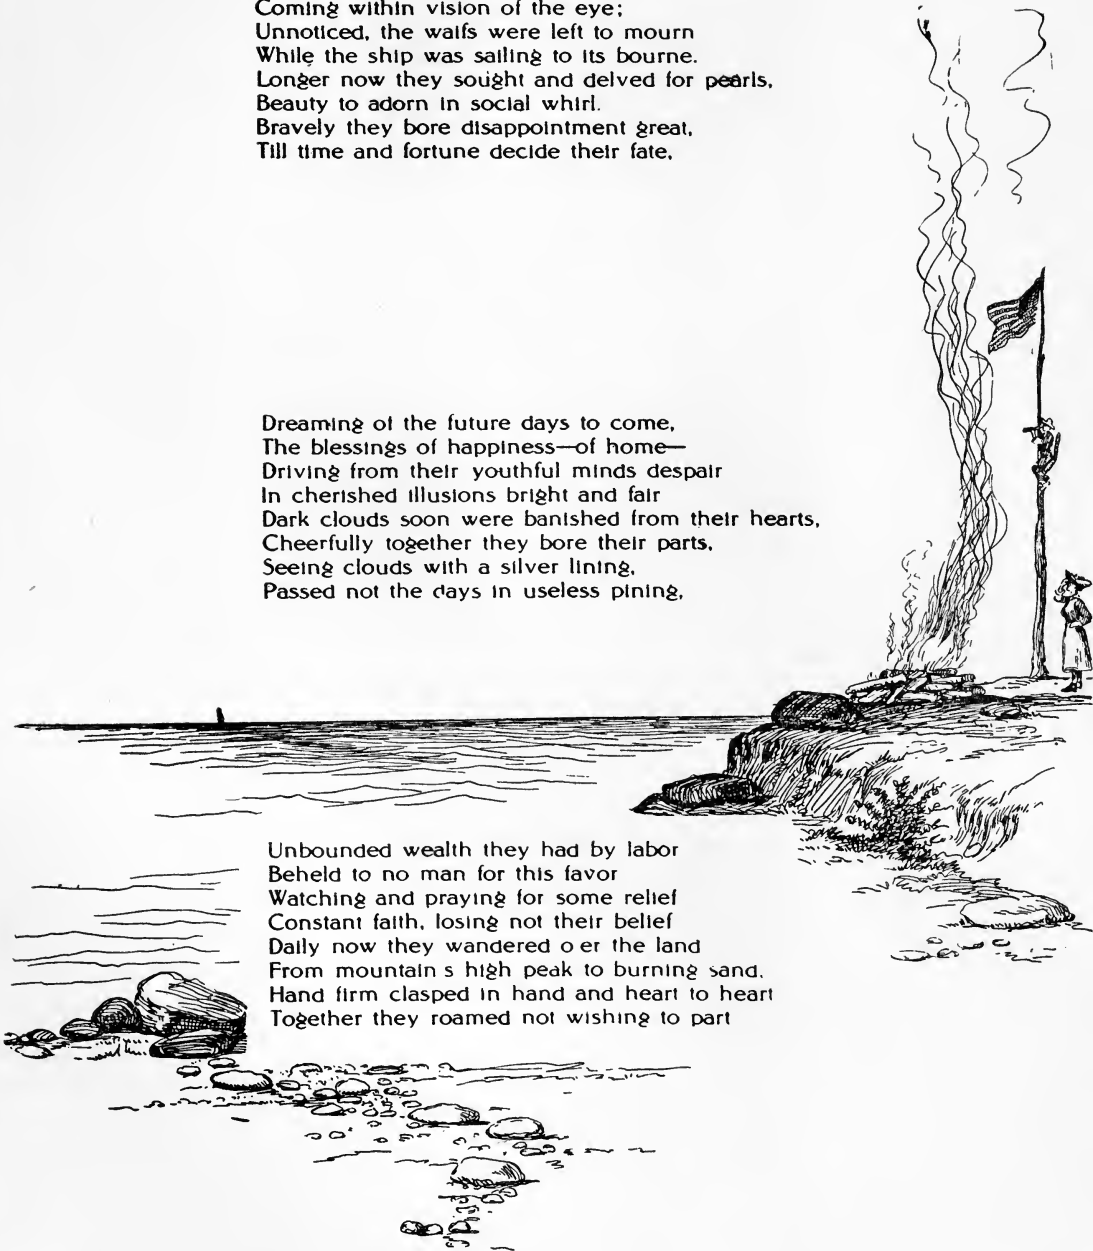 Coming within vision of the eye;
Unnoticed, the waifs were left to mourn
While the ship was sailing to its bourne.
Longer now they sought and delved for pearls,
Beauty to adorn in social whirl.
Bravely they bore disappointment great,
Till time and fortune decide their fate,
Dreaming of the future days to come,
The blessings of happiness—of home—
Driving from their youthful minds despair
In cherished illusions bright and fair
Dark clouds soon were banished from their hearts,
Cheerfully together they bore their parts,
Seeing clouds with a silver lining,
Passed not the days in useless pining,
Unbounded wealth they had by labor
Beheld to no man for this favor
Watching and praying for some relief
Constant faith, losing not their belief
Daily now they wandered o er the land
From mountain s high peak to burning sand,
Hand firm clasped in hand and heart to heart
Together they roamed not wishing to part